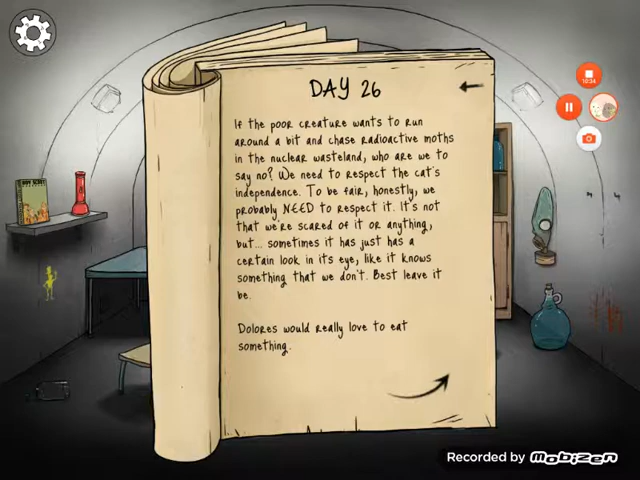 DAY 26
If the poor creature wants to run
around a bit and chase radioactive moths
in the nuclear wasteland, who are we to
say no? We need to respect the cat's
independence. To be fair, honestly, we
probably NEED to respect it. It's not
that we're scared of it or anything,
but... sometimes it has just has a
certain look in its eye, like it knows
something that we don't. Best leave it
be.
Dolores would really love to eat
something.
Recorded by mobizen